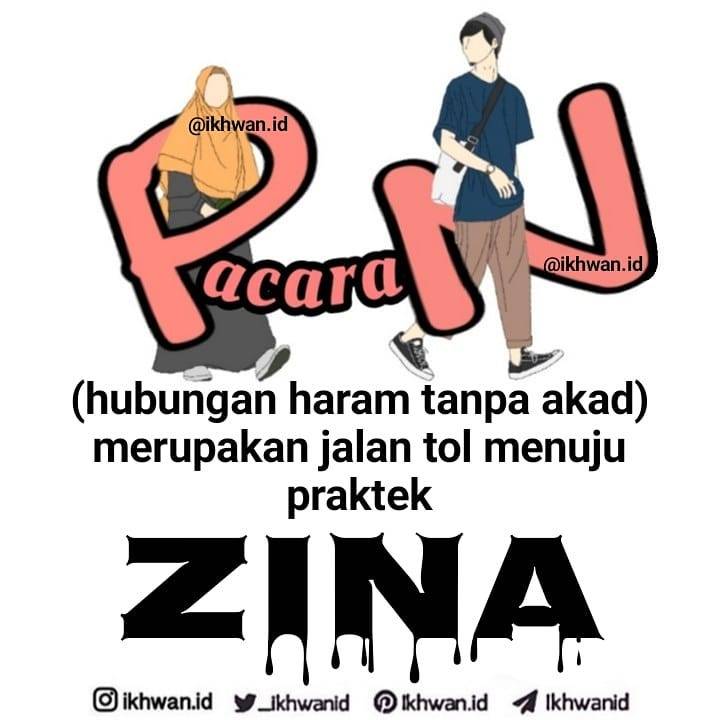 @ikhwan.id
PacaraN
@ikhwan.id
(hubungan haram tanpa akad)
merupakan jalan tol menuju
praktek
ZINA
ikhwan.id _ikhwanid Ikhwan.id Ikhwanid